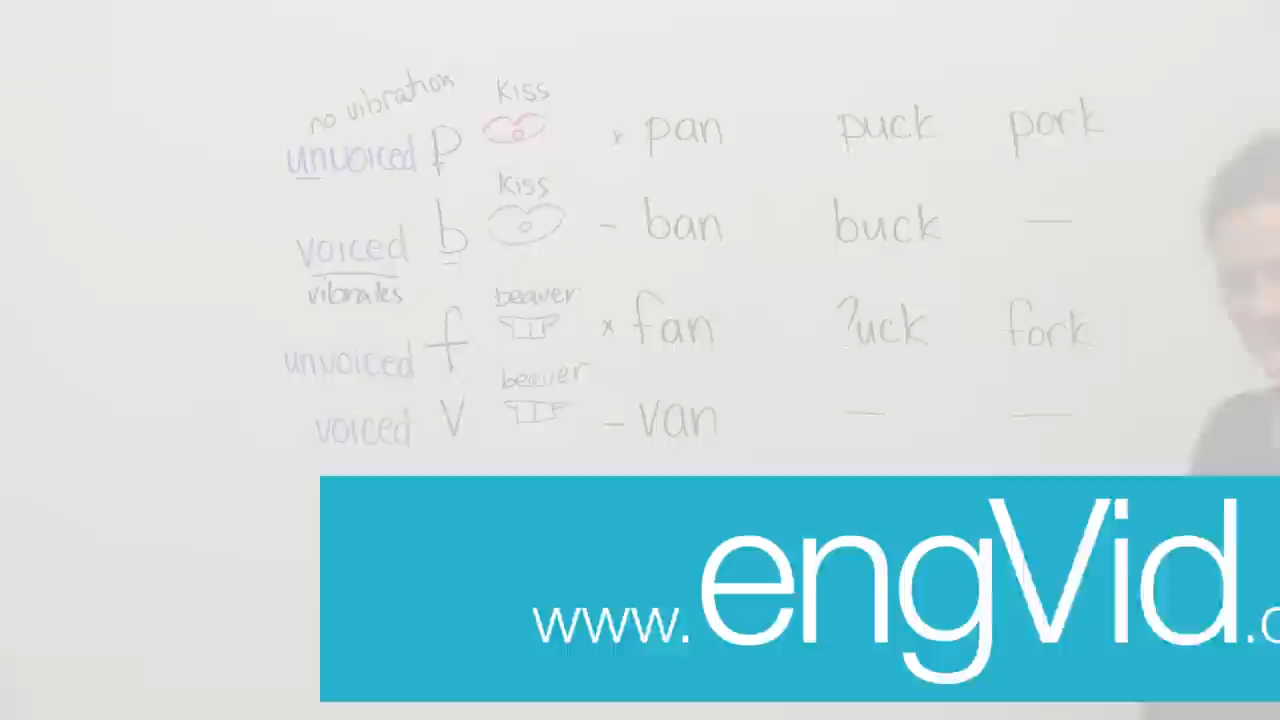 no vibration kiss
unvoiced p x pan puck pork
kiss
voiced b - ban buck —
vibrates
beaver
unvoiced f x fan ?uck fork
beaver
voiced v - van — —
www.engVid.c